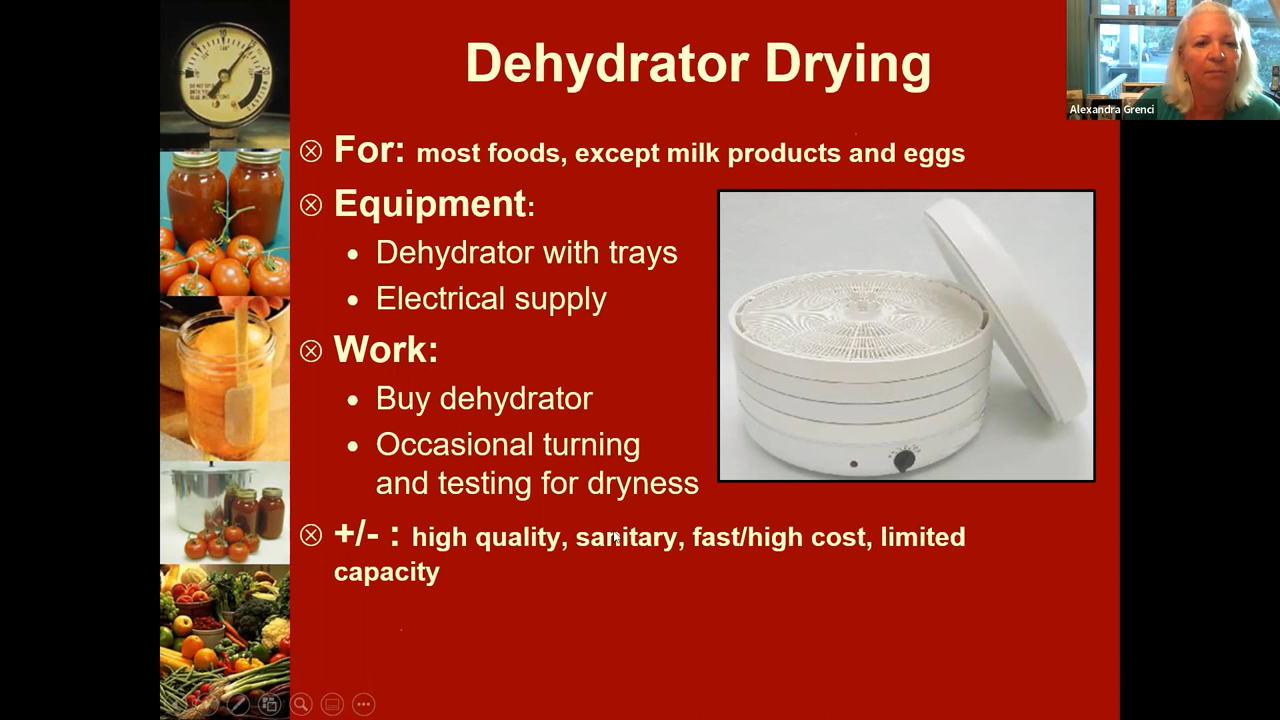 Dehydrator Drying
Alexandra Grenci
For: most foods, except milk products and eggs
Equipment:
• Dehydrator with trays
• Electrical supply
Work:
• Buy dehydrator
• Occasional turning
and testing for dryness
+/- : high quality, sanitary, fast/high cost, limited
capacity